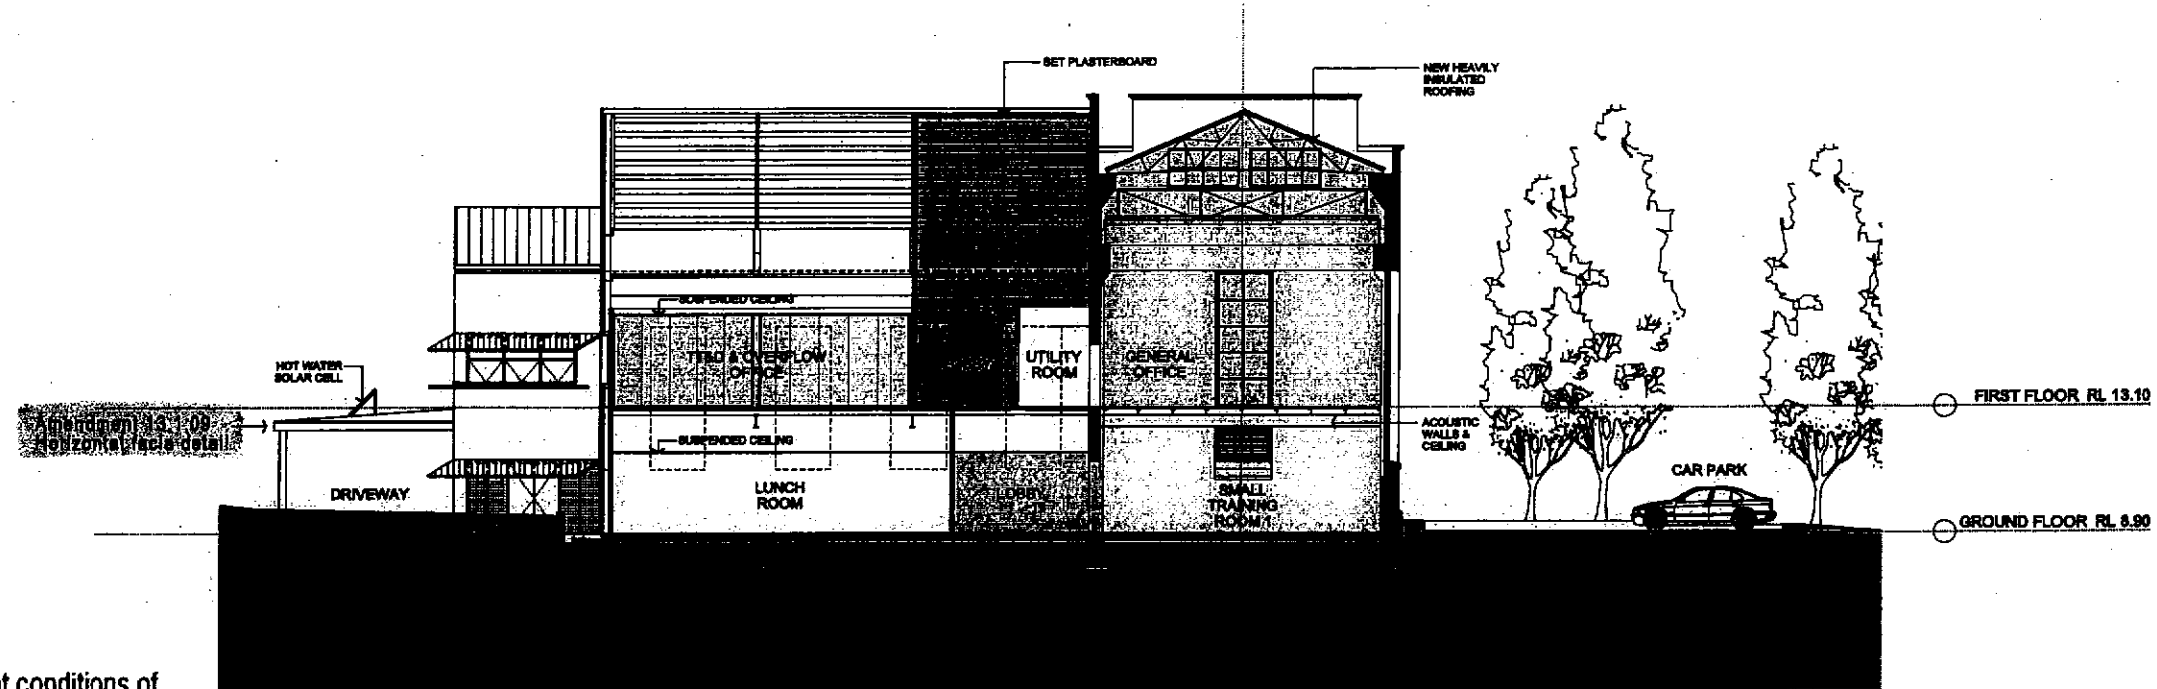 SET PLASTERBOARD
NEW HEAVILY
INSULATED
ROOFING
SUSPENDED CEILING
HOT WATER
SOLAR CELL
TT&D & OVERFLOW
OFFICE
UTILITY
ROOM
GENERAL
OFFICE
FIRST FLOOR RL 13.10
Amendment 13.1.09
Horizontal facia detail
SUSPENDED CEILING
ACOUSTIC
WALLS &
CEILING
DRIVEWAY
LUNCH
ROOM
LOBBY
SMALL
TRAINING
ROOM 1
CAR PARK
GROUND FLOOR RL 8.90
conditions of